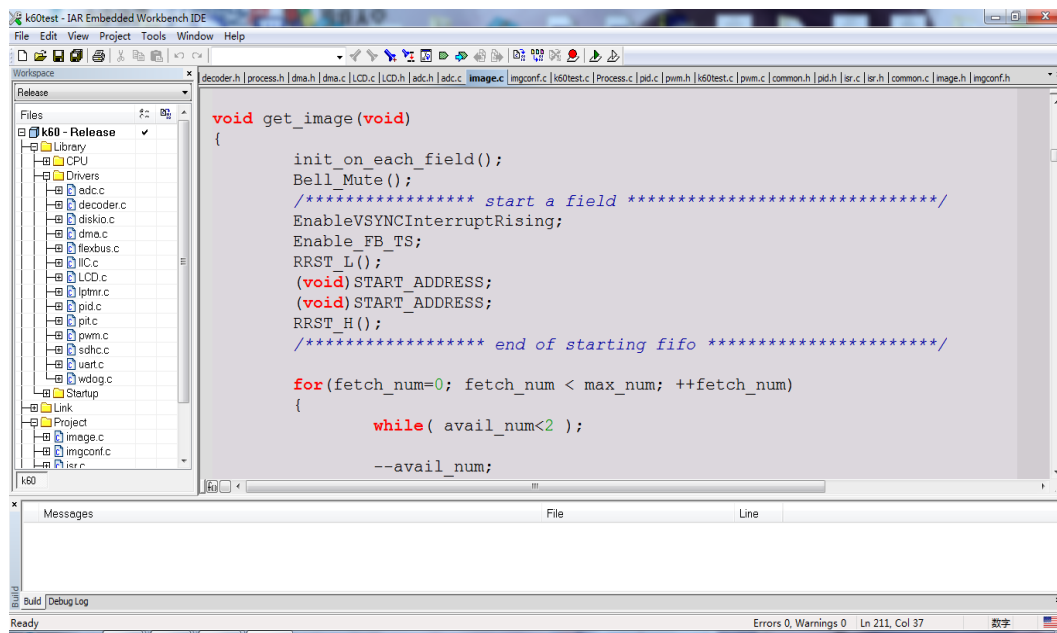 k60test - IAR Embedded Workbench IDE
File Edit View Project Tools Window Help
Workspace
decoder.h | process.h | dma.h | dma.c | LCD.c | LCD.h | adc.h | adc.c | image.c | imgconf.c | k60test.c | Process.c | pid.c | pwm.h | k60test.c | pwm.c | common.h | pid.h | isr.c | isr.h | common.c | image.h | imgconf.h
Release
Files
k60 - Release
Library
CPU
Drivers
adc.c
decoder.c
diskio.c
dma.c
flexbus.c
IIC.c
LCD.c
lptmr.c
pid.c
pit.c
pwm.c
sdhc.c
uart.c
wdog.c
Startup
Link
Project
image.c
imgconf.c
isr.c
k60
void get_image(void)
{
init_on_each_field();
Bell_Mute();
/***************** start a field *******************************/
EnableVSYNCInterruptRising;
Enable_FB_TS;
RRST_L();
(void)START_ADDRESS;
(void)START_ADDRESS;
RRST_H();
/****************** end of starting fifo ***********************/
for(fetch_num=0; fetch_num < max_num; ++fetch_num)
{
while( avail_num<2 );
--avail_num;
Messages File Line
Build
Build Debug Log
Ready Errors 0, Warnings 0 Ln 211, Col 37 数字